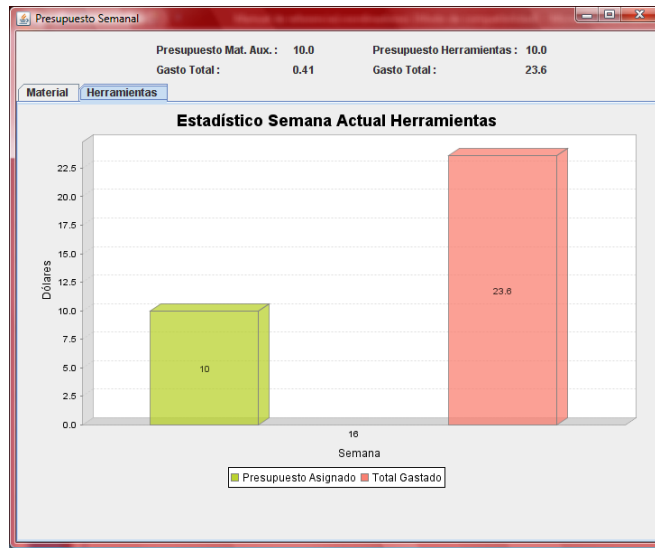 Presupuesto Semanal
Presupuesto Mat. Aux. : 10.0 Presupuesto Herramientas : 10.0
Gasto Total : 0.41 Gasto Total : 23.6
Material Herramientas
Estadístico Semana Actual Herramientas
22.5
20.0
17.5
15.0
12.5
10.0
7.5
5.0
2.5
0.0
Dólares
10
23.6
16
Semana
Presupuesto Asignado Total Gastado